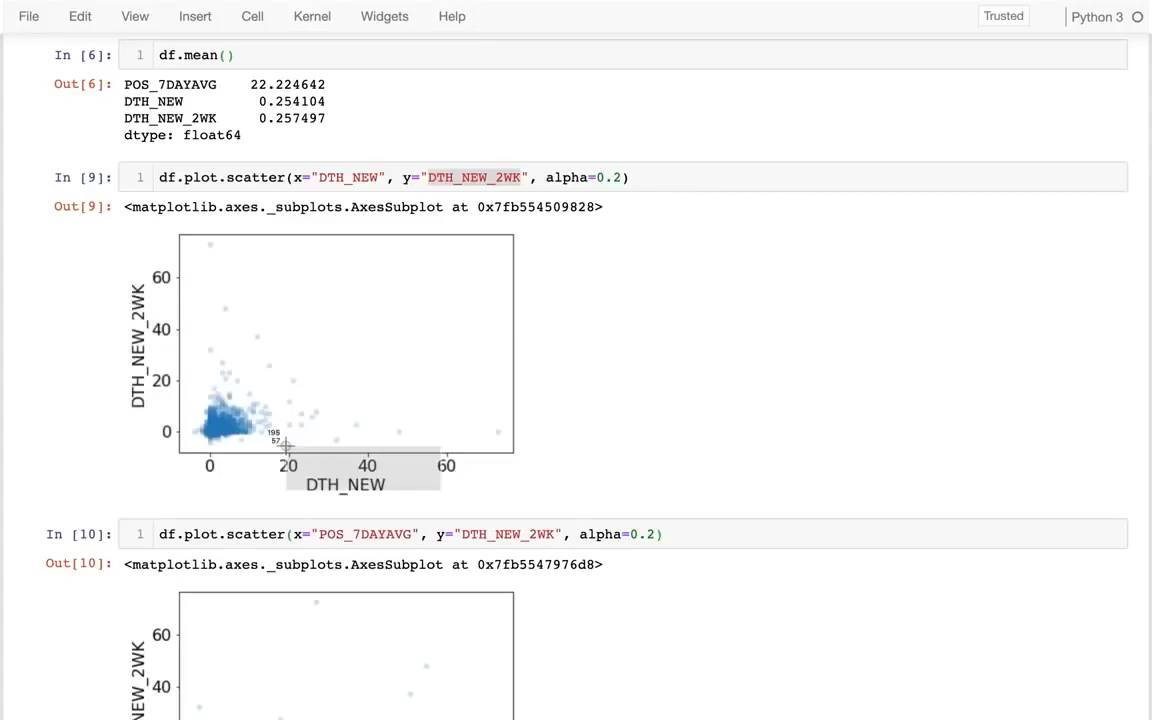 File Edit View Insert Cell Kernel Widgets Help Trusted Python 3
In [6]: 1 df.mean()
Out[6]: POS_7DAYAVG 22.224642
DTH_NEW 0.254104
DTH_NEW_2WK 0.257497
dtype: float64
In [9]: 1 df.plot.scatter(x="DTH_NEW", y="DTH_NEW_2WK", alpha=0.2)
Out[9]: <matplotlib.axes._subplots.AxesSubplot at 0x7fb554509828>
DTH_NEW_2WK
60
40
20
0
195
57
0 20 40 60
DTH_NEW
In [10]: 1 df.plot.scatter(x="POS_7DAYAVG", y="DTH_NEW_2WK", alpha=0.2)
Out[10]: <matplotlib.axes._subplots.AxesSubplot at 0x7fb5547976d8>
NEW_2WK
60
40